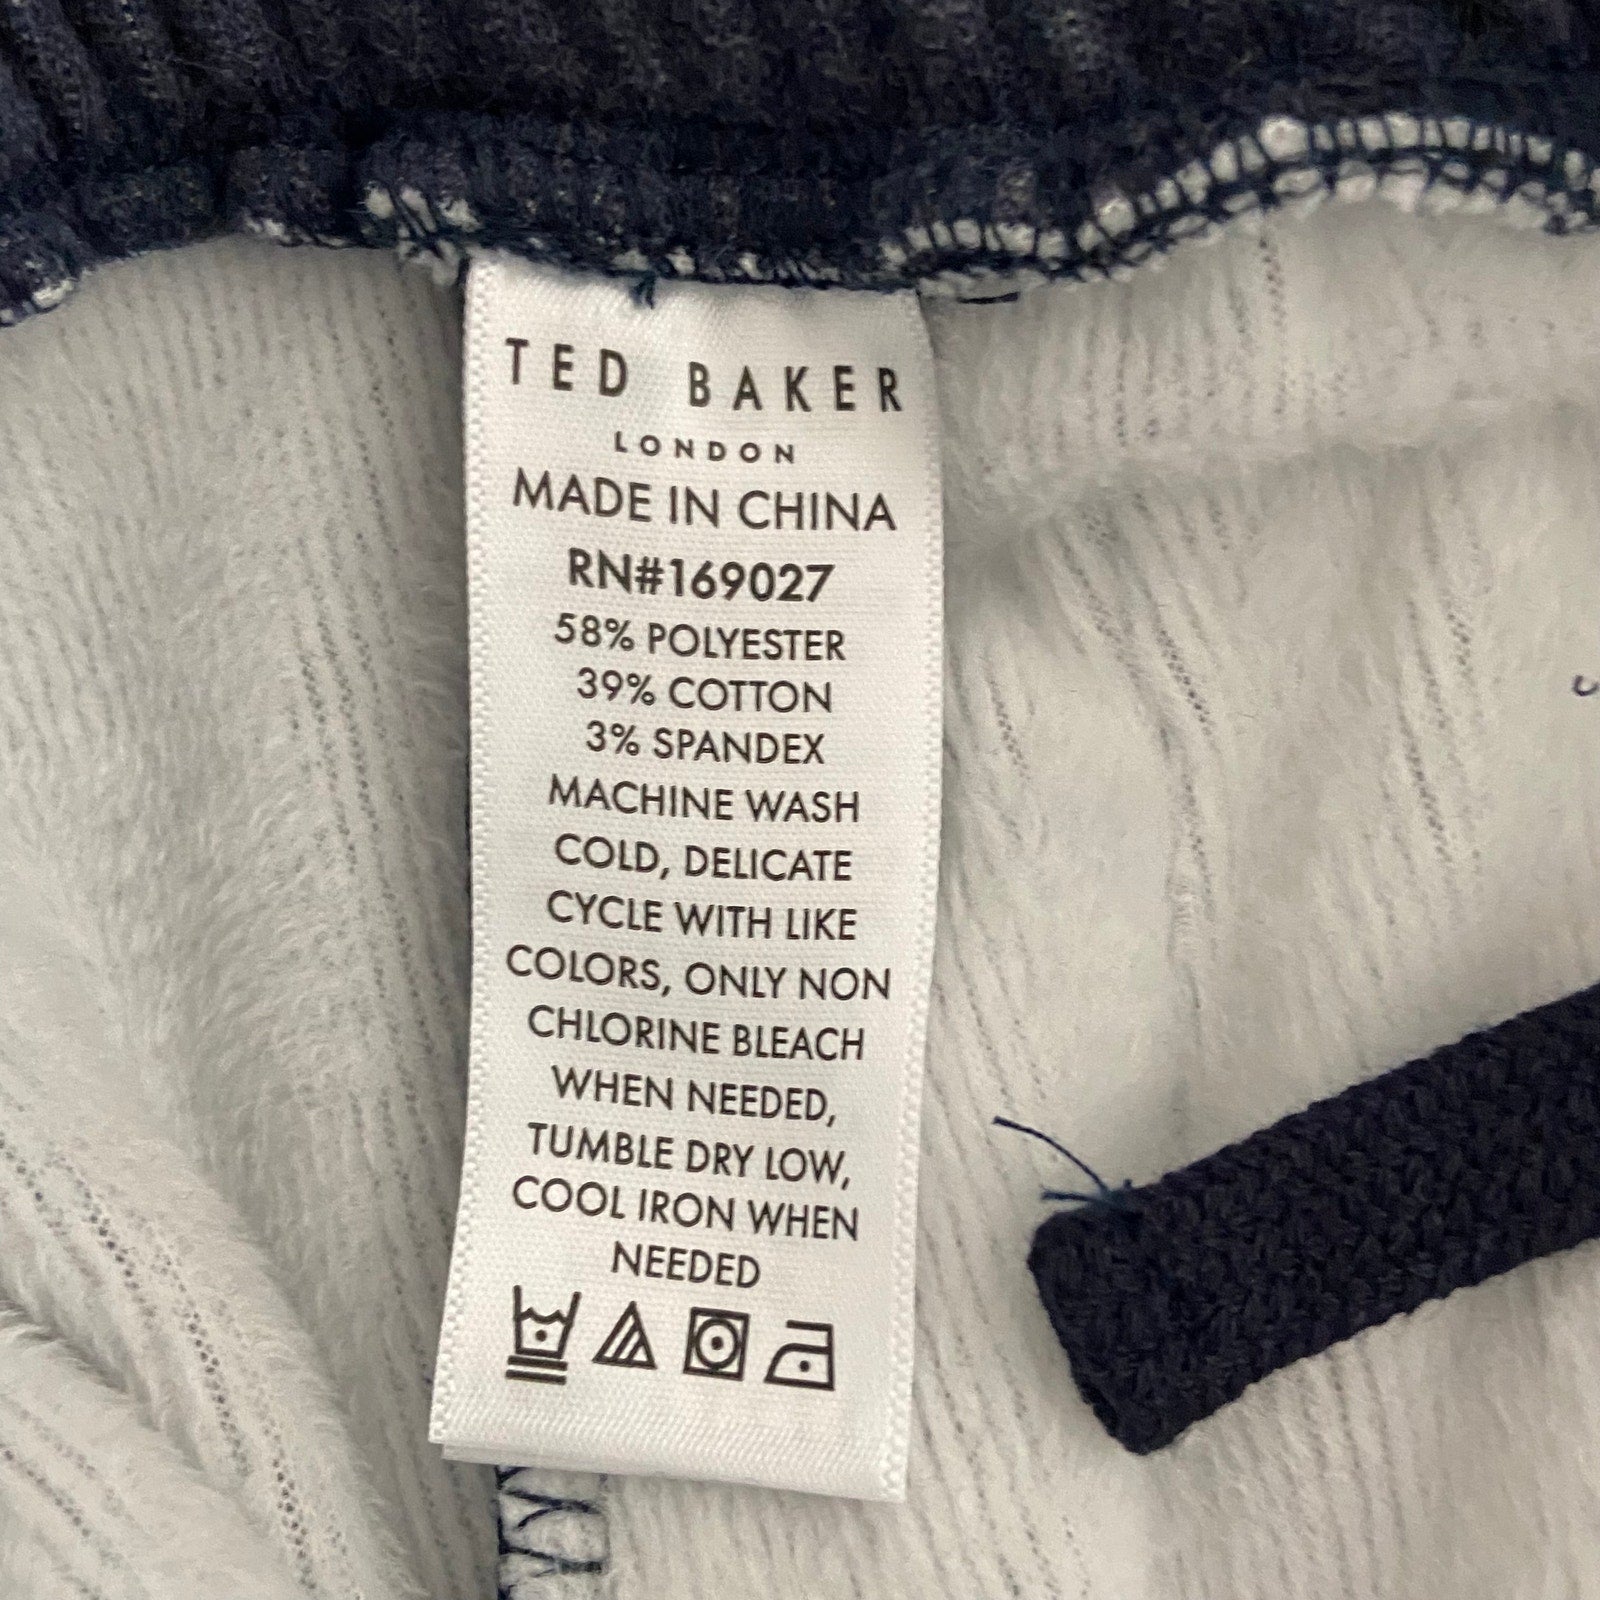 TED BAKER
LONDON
MADE IN CHINA
RN#169027
58% POLYESTER
39% COTTON
3% SPANDEX
MACHINE WASH
COLD, DELICATE
CYCLE WITH LIKE
COLORS, ONLY NON
CHLORINE BLEACH
WHEN NEEDED,
TUMBLE DRY LOW,
COOL IRON WHEN
NEEDED